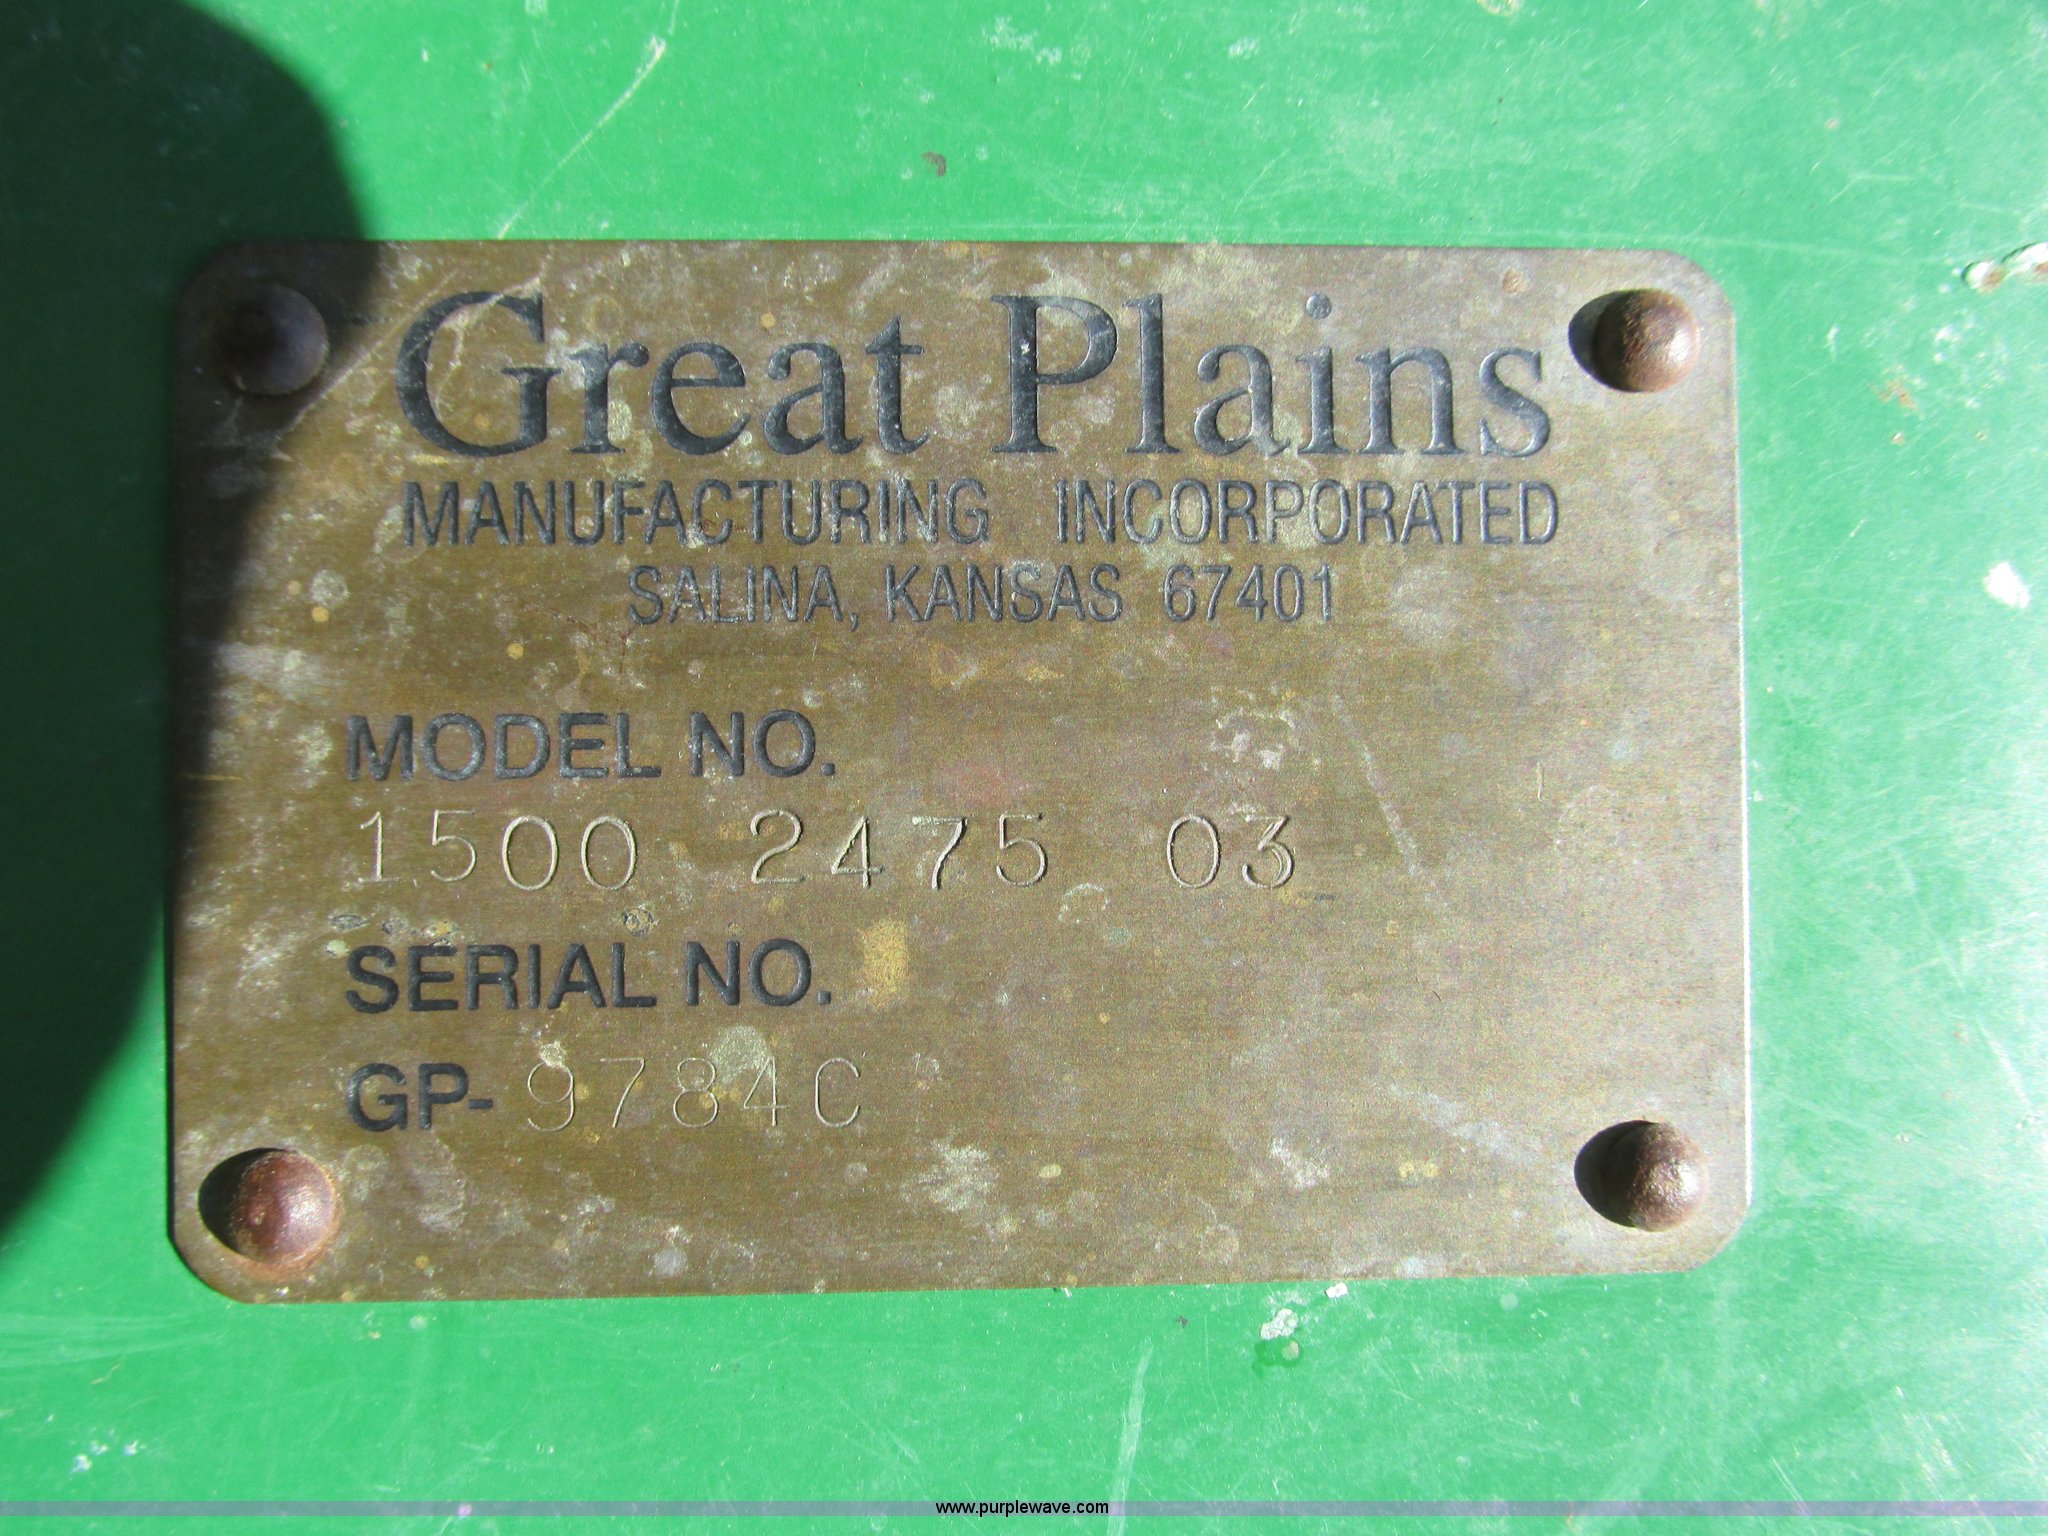 Great Plains
MANUFACTURING INCORPORATED
SALINA, KANSAS 67401
MODEL NO.
1500 2475 03
SERIAL NO.
GP-9784C
www.purplewave.com